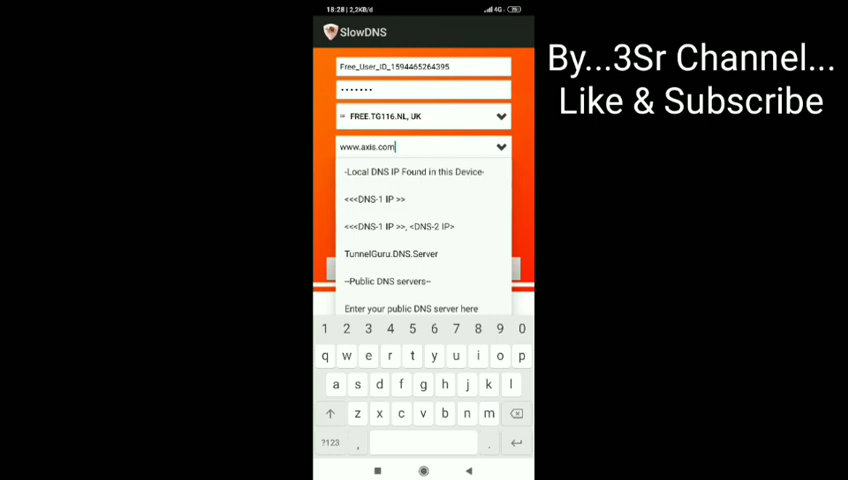 18:28 | 2,2KB/d
4G
SlowDNS
By...3Sr Channel...
Like & Subscribe
Free_User_ID_1594465264395
•••••••
FREE.TG116.NL, UK
www.axis.com
-Local DNS IP Found in this Device-
<<<DNS-1 IP >>
<<<DNS-1 IP >>, <DNS-2 IP>
TunnelGuru.DNS.Server
--Public DNS servers--
Enter your public DNS server here
1 2 3 4 5 6 7 8 9 0
q w e r t y u i o p
a s d f g h j k l
z x c v b n m
?123 , .